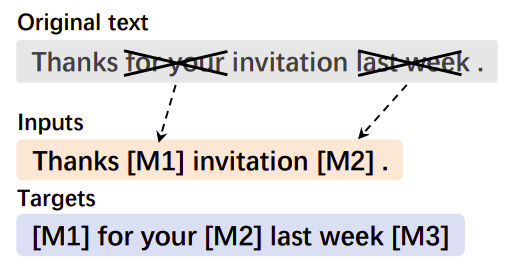 Original text
Thanks for your invitation last week .
Inputs
Thanks [M1] invitation [M2] .
Targets
[M1] for your [M2] last week [M3]